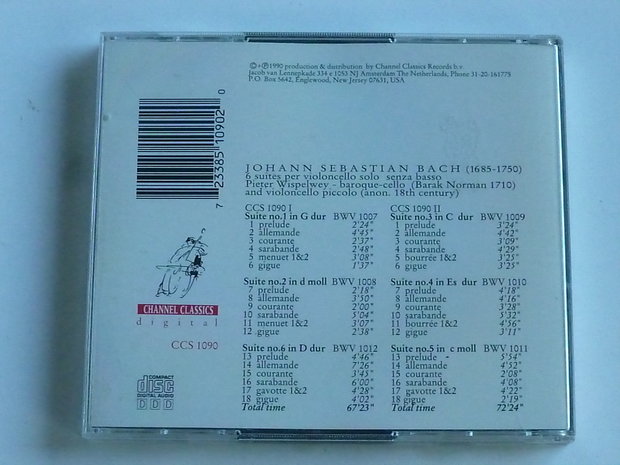 ©+℗1990 production & distribution by Channel Classics Records b.v.
Jacob van Lennepkade 334 e 1053 NJ Amsterdam The Netherlands, Phone 31-20-161775
P.O Box 5642, Englewood, New Jersey 07631, USA
7 23385 10902 0
JOHANN SEBASTIAN BACH (1685-1750)
6 suites per violoncello solo senza basso
Pieter Wispelwey - baroque-cello (Barak Norman 1710)
and violoncello piccolo (anon. 18th century)
CCS 1090 I
Suite no.1 in G dur BWV 1007
1 prelude 2'24"
2 allemande 4'45"
3 courante 2'37"
4 sarabande 2'48"
5 menuet 1&2 3'08"
6 gigue 1'37"
Suite no.2 in d moll BWV 1008
7 prelude 2'18"
8 allemande 3'50"
9 courante 2'00"
10 sarabande 5'04"
11 menuet 1&2 3'07"
12 gigue 2'38"
Suite no.6 in D dur BWV 1012
13 prelude 4'46"
14 allemande 7'26"
15 courante 3'45"
16 sarabande 6'00"
17 gavotte 1&2 4'28"
18 gigue 4'02"
Total time 67'23"
CCS 1090 II
Suite no.3 in C dur BWV 1009
1 prelude 3'24"
2 allemande 4'42"
3 courante 3'09"
4 sarabande 4'29"
5 bourrée 1&2 3'25"
6 gigue 3'25"
Suite no.4 in Es dur BWV 1010
7 prelude 4'18"
8 allemande 4'16"
9 courante 3'28"
10 sarabande 5'32"
11 bourrée 1&2 4'56"
12 gigue 3'11"
Suite no.5 in c moll BWV 1011
13 prelude 5'54"
14 allemande 4'52"
15 courante 2'08"
16 sarabande 4'08"
17 gavotte 1&2 4'22"
18 gigue 2'19"
Total time 72'24"
CHANNEL CLASSICS
digital
CCS 1090
COMPACT
disc
DIGITAL AUDIO
DDD